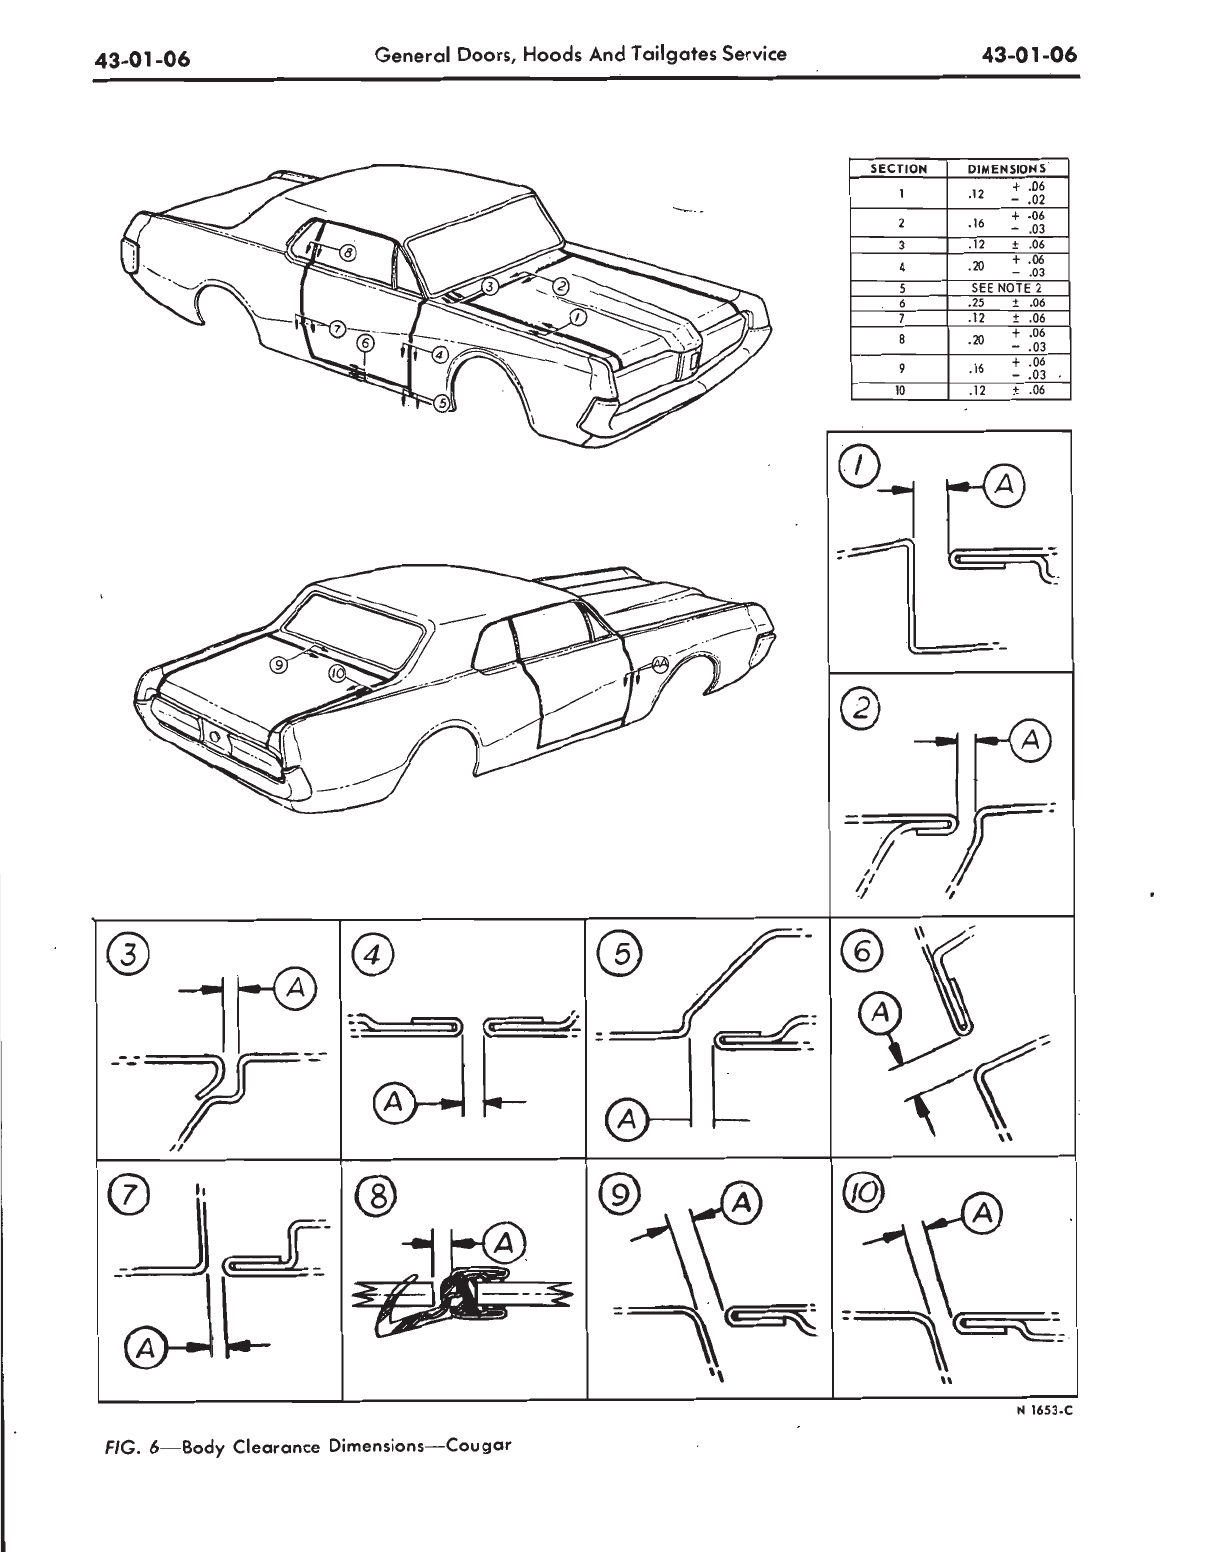 43-01-06 General Doors, Hoods And Tailgates Service 43-01-06
SECTION DIMENSIONS
1 .12 + .06 - .02
2 .16 + .06 - .03
3 .12 ± .06
4 .20 + .06 - .03
5 SEE NOTE 2
6 .25 ± .06
7 .12 ± .06
8 .20 + .06 - .03
9 .16 + .06 - .03
10 .12 ± .06
8
3
2
1
7
6
4
5
9
10
AA
1
A
2
A
3
A
4
A
5
A
6
A
7
A
8
A
9
A
10
A
N 1653-C
FIG. 6—Body Clearance Dimensions—Cougar